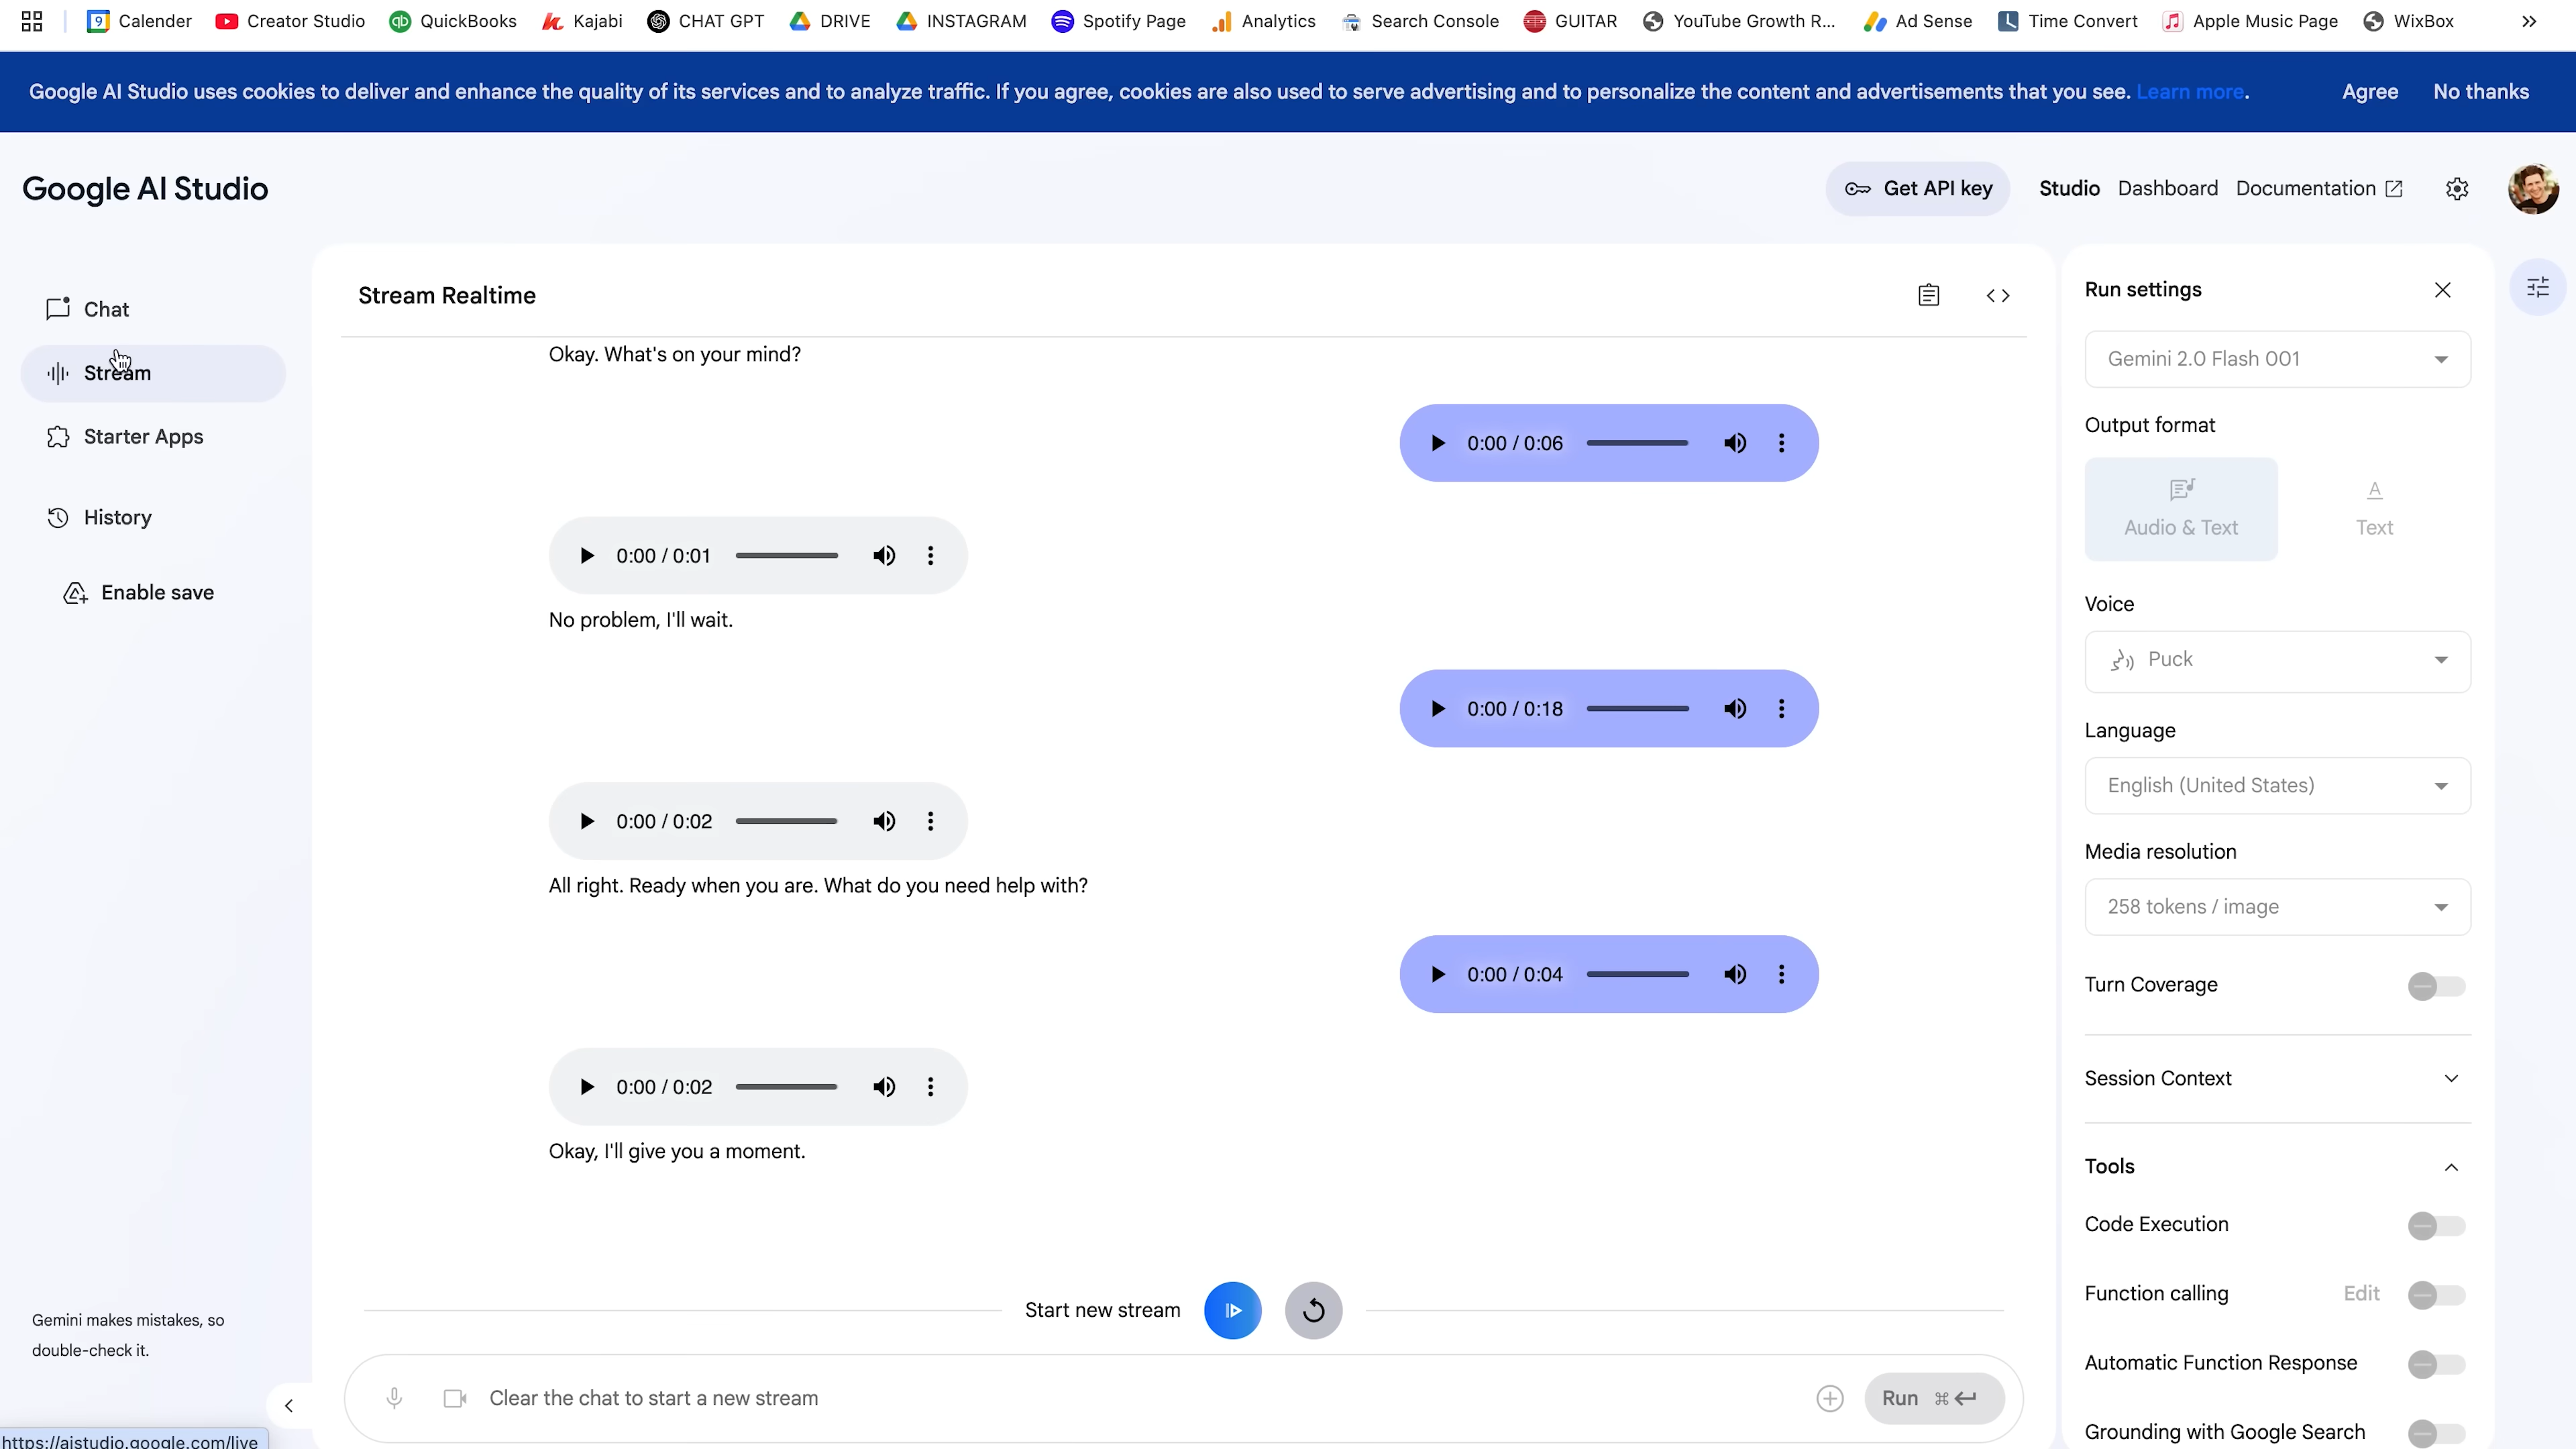 Calender
Creator Studio
QuickBooks
Kajabi
CHAT GPT
DRIVE
INSTAGRAM
Spotify Page
Analytics
Search Console
GUITAR
YouTube Growth R...
Ad Sense
Time Convert
Apple Music Page
WixBox
Google AI Studio uses cookies to deliver and enhance the quality of its services and to analyze traffic. If you agree, cookies are also used to serve advertising and to personalize the content and advertisements that you see. Learn more.
Agree
No thanks
Google AI Studio
Get API key
Studio
Dashboard
Documentation
Chat
Stream
Starter Apps
History
Enable save
Gemini makes mistakes, so
double-check it.
https://aistudio.google.com/live
Stream Realtime
Okay. What's on your mind?
0:00 / 0:06
0:00 / 0:01
No problem, I'll wait.
0:00 / 0:18
0:00 / 0:02
All right. Ready when you are. What do you need help with?
0:00 / 0:04
0:00 / 0:02
Okay, I'll give you a moment.
Start new stream
Clear the chat to start a new stream
Run ⌘
Run settings
Gemini 2.0 Flash 001
Output format
Audio & Text
Text
Voice
Puck
Language
English (United States)
Media resolution
258 tokens / image
Turn Coverage
Session Context
Tools
Code Execution
Function calling
Edit
Automatic Function Response
Grounding with Google Search